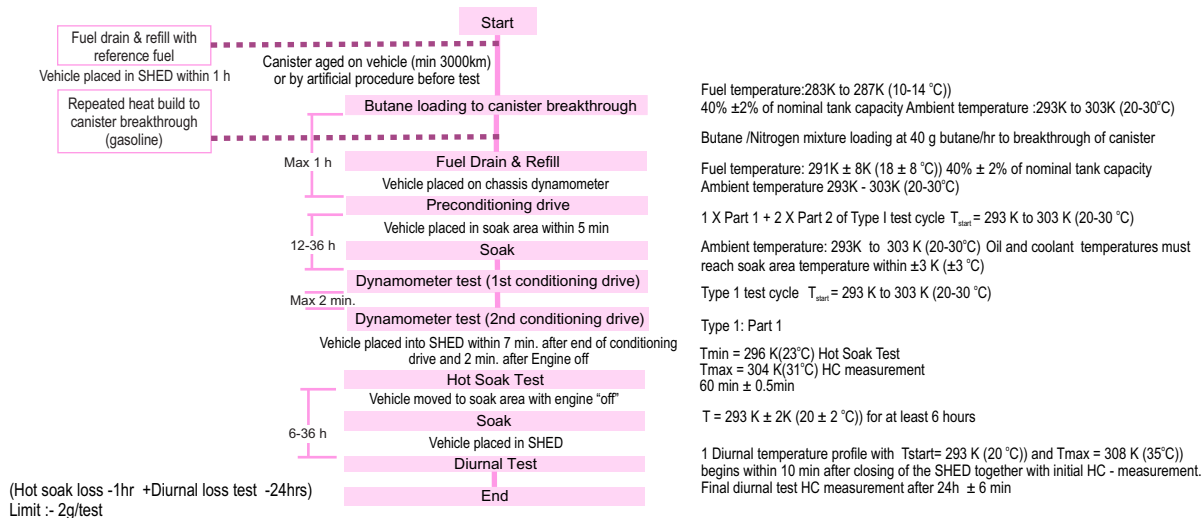 Start
Fuel drain & refill with
reference fuel
Vehicle placed in SHED within 1 h
Canister aged on vehicle (min 3000km)
or by artificial procedure before test
Repeated heat build to
canister breakthrough
(gasoline)
Butane loading to canister breakthrough
Max 1 h
Fuel Drain & Refill
Vehicle placed on chassis dynamometer
Preconditioning drive
Vehicle placed in soak area within 5 min
12-36 h
Soak
Dynamometer test (1st conditioning drive)
Max 2 min.
Dynamometer test (2nd conditioning drive)
Vehicle placed into SHED within 7 min. after end of conditioning
drive and 2 min. after Engine off
Hot Soak Test
Vehicle moved to soak area with engine “off”
6-36 h
Soak
Vehicle placed in SHED
Diurnal Test
End
(Hot soak loss -1hr +Diurnal loss test -24hrs)
Limit :- 2g/test
Fuel temperature:283K to 287K (10-14 °C))
40% ±2% of nominal tank capacity Ambient temperature :293K to 303K (20-30°C)
Butane /Nitrogen mixture loading at 40 g butane/hr to breakthrough of canister
Fuel temperature: 291K ± 8K (18 ± 8 °C)) 40% ± 2% of nominal tank capacity
Ambient temperature 293K - 303K (20-30°C)
1 X Part 1 + 2 X Part 2 of Type I test cycle Tstart = 293 K to 303 K (20-30 °C)
Ambient temperature: 293K to 303 K (20-30°C) Oil and coolant temperatures must
reach soak area temperature within ±3 K (±3 °C)
Type 1 test cycle Tstart = 293 K to 303 K (20-30 °C)
Type 1: Part 1
Tmin = 296 K(23°C) Hot Soak Test
Tmax = 304 K(31°C) HC measurement
60 min ± 0.5min
T = 293 K ± 2K (20 ± 2 °C)) for at least 6 hours
1 Diurnal temperature profile with Tstart= 293 K (20 °C)) and Tmax = 308 K (35°C))
begins within 10 min after closing of the SHED together with initial HC - measurement.
Final diurnal test HC measurement after 24h ± 6 min